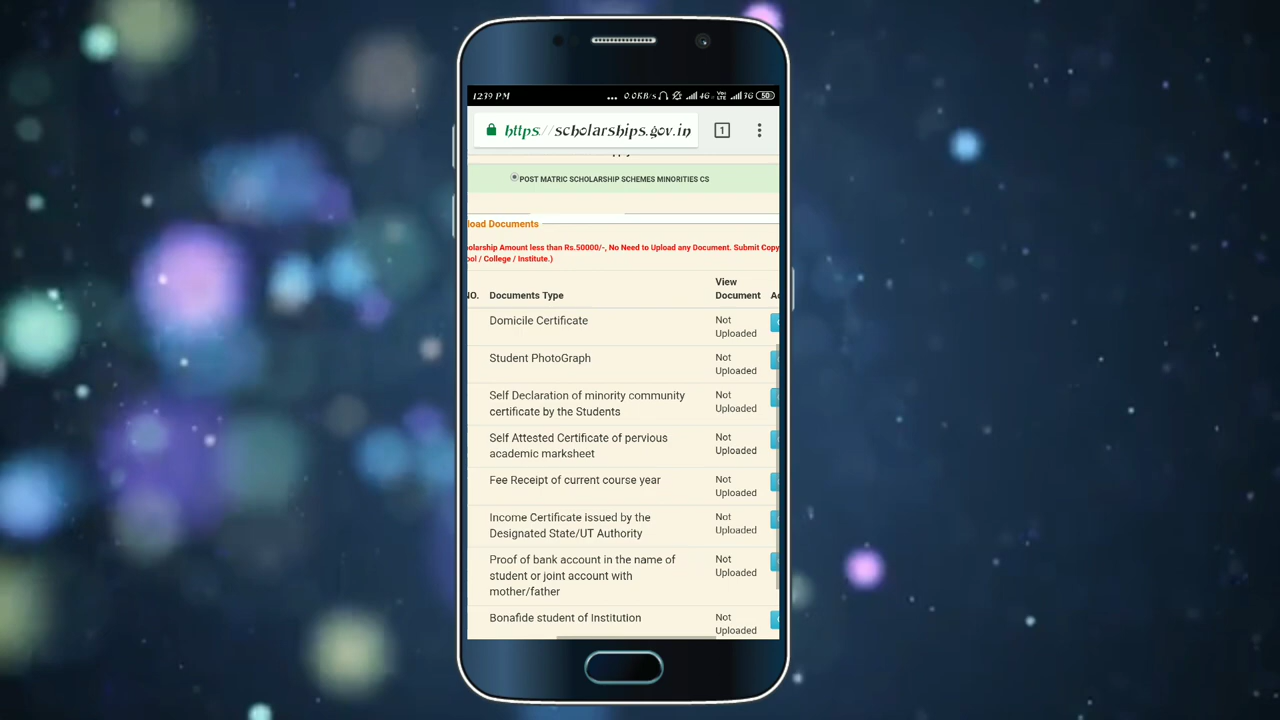 12:39 PM ... 0.0KB/s 4G VoLTE 3G 50
https://scholarships.gov.in 1
POST MATRIC SCHOLARSHIP SCHEMES MINORITIES CS
load Documents
olarship Amount less than Rs.50000/-, No Need to Upload any Document. Submit Copy
ool / College / Institute.)
View
NO. Documents Type Document
Domicile Certificate Not
Uploaded
Student PhotoGraph Not
Uploaded
Self Declaration of minority community Not
certificate by the Students Uploaded
Self Attested Certificate of pervious Not
academic marksheet Uploaded
Fee Receipt of current course year Not
Uploaded
Income Certificate issued by the Not
Designated State/UT Authority Uploaded
Proof of bank account in the name of Not
student or joint account with Uploaded
mother/father
Bonafide student of Institution Not
Uploaded